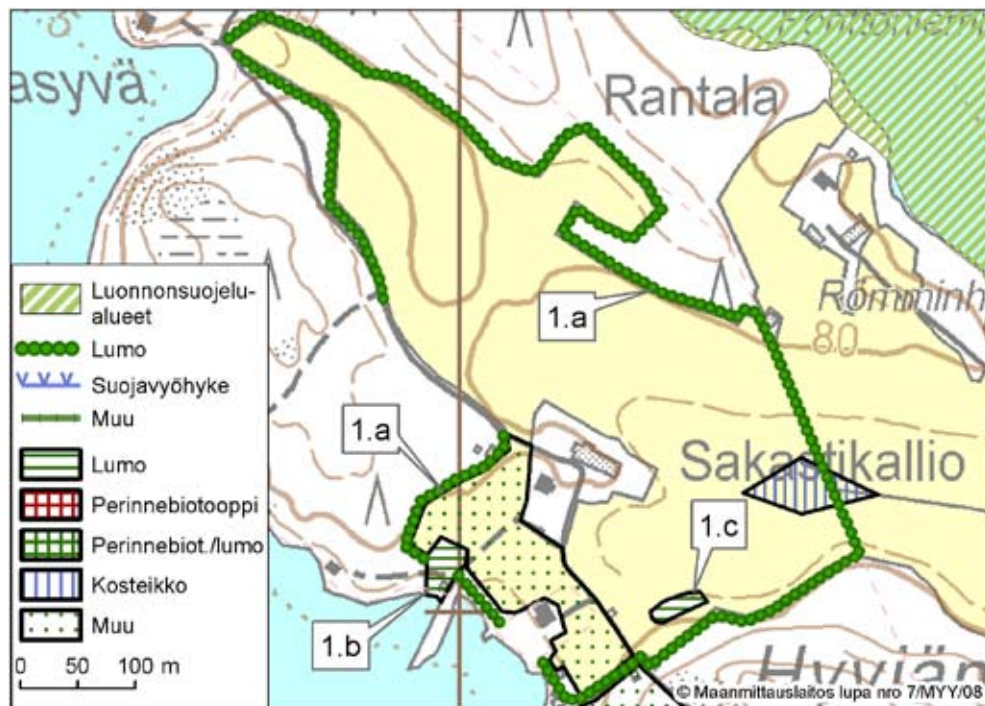 asyvä
Rantala
1.a
80
1.a
Sakastikallio
1.c
1.b
Luonnonsuojelu-
alueet
Lumo
Suojavyöhyke
Muu
Lumo
Perinnebiotooppi
Perinnebiot./lumo
Kosteikko
Muu
0 50 100 m
© Maanmittauslaitos lupa nro 7/MYY/08